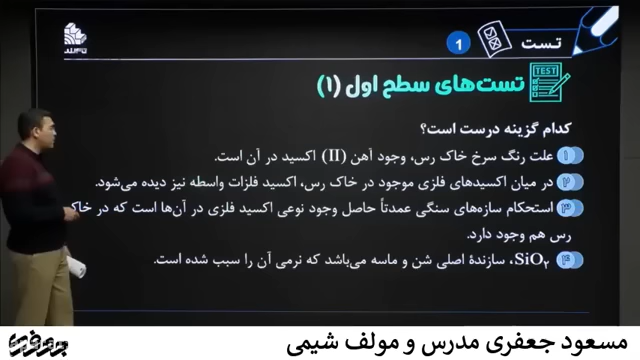 تست
1
TEST
تست‌های سطح اول (۱)
کدام گزینه درست است؟
۱ علت رنگ سرخ خاک رس، وجود آهن (II) اکسید در آن است.
۲ در میان اکسیدهای فلزی موجود در خاک رس، اکسید فلزات واسطه نیز دیده می‌شود.
۳ استحکام سازه‌های سنگی عمدتاً حاصل وجود نوعی اکسید فلزی در آن‌ها است که در خاک
رس هم وجود دارد.
۴ SiO۲، سازندهٔ اصلی شن و ماسه می‌باشد که نرمی آن را سبب شده است.
مسعود جعفری مدرس و مولف شیمی